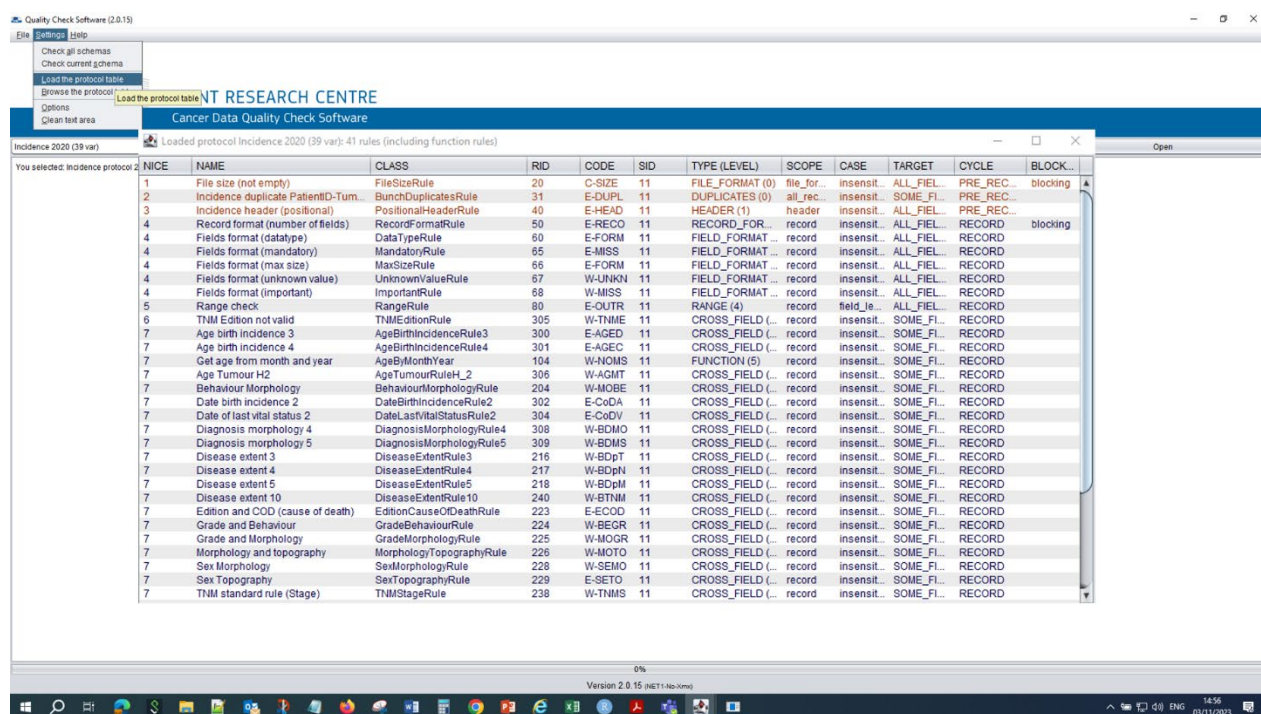 Quality Check Software (2.0.15)
File Settings Help
Check all schemas
Check current schema
Load the protocol table
Browse the protocol
Load the protocol table
Options
Clean text area
NT RESEARCH CENTRE
Cancer Data Quality Check Software
Incidence 2020 (39 var)
Open
You selected: Incidence protocol 2
Loaded protocol Incidence 2020 (39 var): 41 rules (including function rules)
NICE NAME CLASS RID CODE SID TYPE (LEVEL) SCOPE CASE TARGET CYCLE BLOCK...
1 File size (not empty) FileSizeRule 20 C-SIZE 11 FILE_FORMAT (0) file_for... insensit... ALL_FIEL... PRE_REC... blocking
2 Incidence duplicate PatientID-Tum... BunchDuplicatesRule 31 E-DUPL 11 DUPLICATES (0) all_rec... insensit... SOME_FI... PRE_REC...
3 Incidence header (positional) PositionalHeaderRule 40 E-HEAD 11 HEADER (1) header insensit... ALL_FIEL... PRE_REC...
4 Record format (number of fields) RecordFormatRule 50 E-RECO 11 RECORD_FOR... record insensit... ALL_FIEL... RECORD blocking
4 Fields format (datatype) DataTypeRule 60 E-FORM 11 FIELD_FORMAT ... record insensit... ALL_FIEL... RECORD
4 Fields format (mandatory) MandatoryRule 65 E-MISS 11 FIELD_FORMAT ... record insensit... ALL_FIEL... RECORD
4 Fields format (max size) MaxSizeRule 66 E-FORM 11 FIELD_FORMAT ... record insensit... ALL_FIEL... RECORD
4 Fields format (unknown value) UnknownValueRule 67 W-UNKN 11 FIELD_FORMAT ... record insensit... ALL_FIEL... RECORD
4 Fields format (important) ImportantRule 68 W-MISS 11 FIELD_FORMAT ... record insensit... ALL_FIEL... RECORD
5 Range check RangeRule 80 E-OUTR 11 RANGE (4) record field_le... ALL_FIEL... RECORD
6 TNM Edition not valid TNMEditionRule 305 W-TNME 11 CROSS_FIELD (... record insensit... SOME_FI... RECORD
7 Age birth incidence 3 AgeBirthIncidenceRule3 300 E-AGED 11 CROSS_FIELD (... record insensit... SOME_FI... RECORD
7 Age birth incidence 4 AgeBirthIncidenceRule4 301 E-AGEC 11 CROSS_FIELD (... record insensit... SOME_FI... RECORD
7 Get age from month and year AgeByMonthYear 104 W-NOMS 11 FUNCTION (5) record insensit... SOME_FI... RECORD
7 Age Tumour H2 AgeTumourRuleH_2 306 W-AGMT 11 CROSS_FIELD (... record insensit... SOME_FI... RECORD
7 Behaviour Morphology BehaviourMorphologyRule 204 W-MOBE 11 CROSS_FIELD (... record insensit... SOME_FI... RECORD
7 Date birth incidence 2 DateBirthIncidenceRule2 302 E-CoDA 11 CROSS_FIELD (... record insensit... SOME_FI... RECORD
7 Date of last vital status 2 DateLastVitalStatusRule2 304 E-CoDV 11 CROSS_FIELD (... record insensit... SOME_FI... RECORD
7 Diagnosis morphology 4 DiagnosisMorphologyRule4 308 W-BDMO 11 CROSS_FIELD (... record insensit... SOME_FI... RECORD
7 Diagnosis morphology 5 DiagnosisMorphologyRule5 309 W-BDMS 11 CROSS_FIELD (... record insensit... SOME_FI... RECORD
7 Disease extent 3 DiseaseExtentRule3 216 W-BDpT 11 CROSS_FIELD (... record insensit... SOME_FI... RECORD
7 Disease extent 4 DiseaseExtentRule4 217 W-BDpN 11 CROSS_FIELD (... record insensit... SOME_FI... RECORD
7 Disease extent 5 DiseaseExtentRule5 218 W-BDpM 11 CROSS_FIELD (... record insensit... SOME_FI... RECORD
7 Disease extent 10 DiseaseExtentRule10 240 W-BTNM 11 CROSS_FIELD (... record insensit... SOME_FI... RECORD
7 Edition and COD (cause of death) EditionCauseOfDeathRule 223 E-ECOD 11 CROSS_FIELD (... record insensit... SOME_FI... RECORD
7 Grade and Behaviour GradeBehaviourRule 224 W-BEGR 11 CROSS_FIELD (... record insensit... SOME_FI... RECORD
7 Grade and Morphology GradeMorphologyRule 225 W-MOGR 11 CROSS_FIELD (... record insensit... SOME_FI... RECORD
7 Morphology and topography MorphologyTopographyRule 226 W-MOTO 11 CROSS_FIELD (... record insensit... SOME_FI... RECORD
7 Sex Morphology SexMorphologyRule 228 W-SEMO 11 CROSS_FIELD (... record insensit... SOME_FI... RECORD
7 Sex Topography SexTopographyRule 229 E-SETO 11 CROSS_FIELD (... record insensit... SOME_FI... RECORD
7 TNM standard rule (Stage) TNMStageRule 238 W-TNMS 11 CROSS_FIELD (... record insensit... SOME_FI... RECORD
0%
Version 2.0.15 (NET1-No-Xmx)
ENG
14:56
03/11/2023